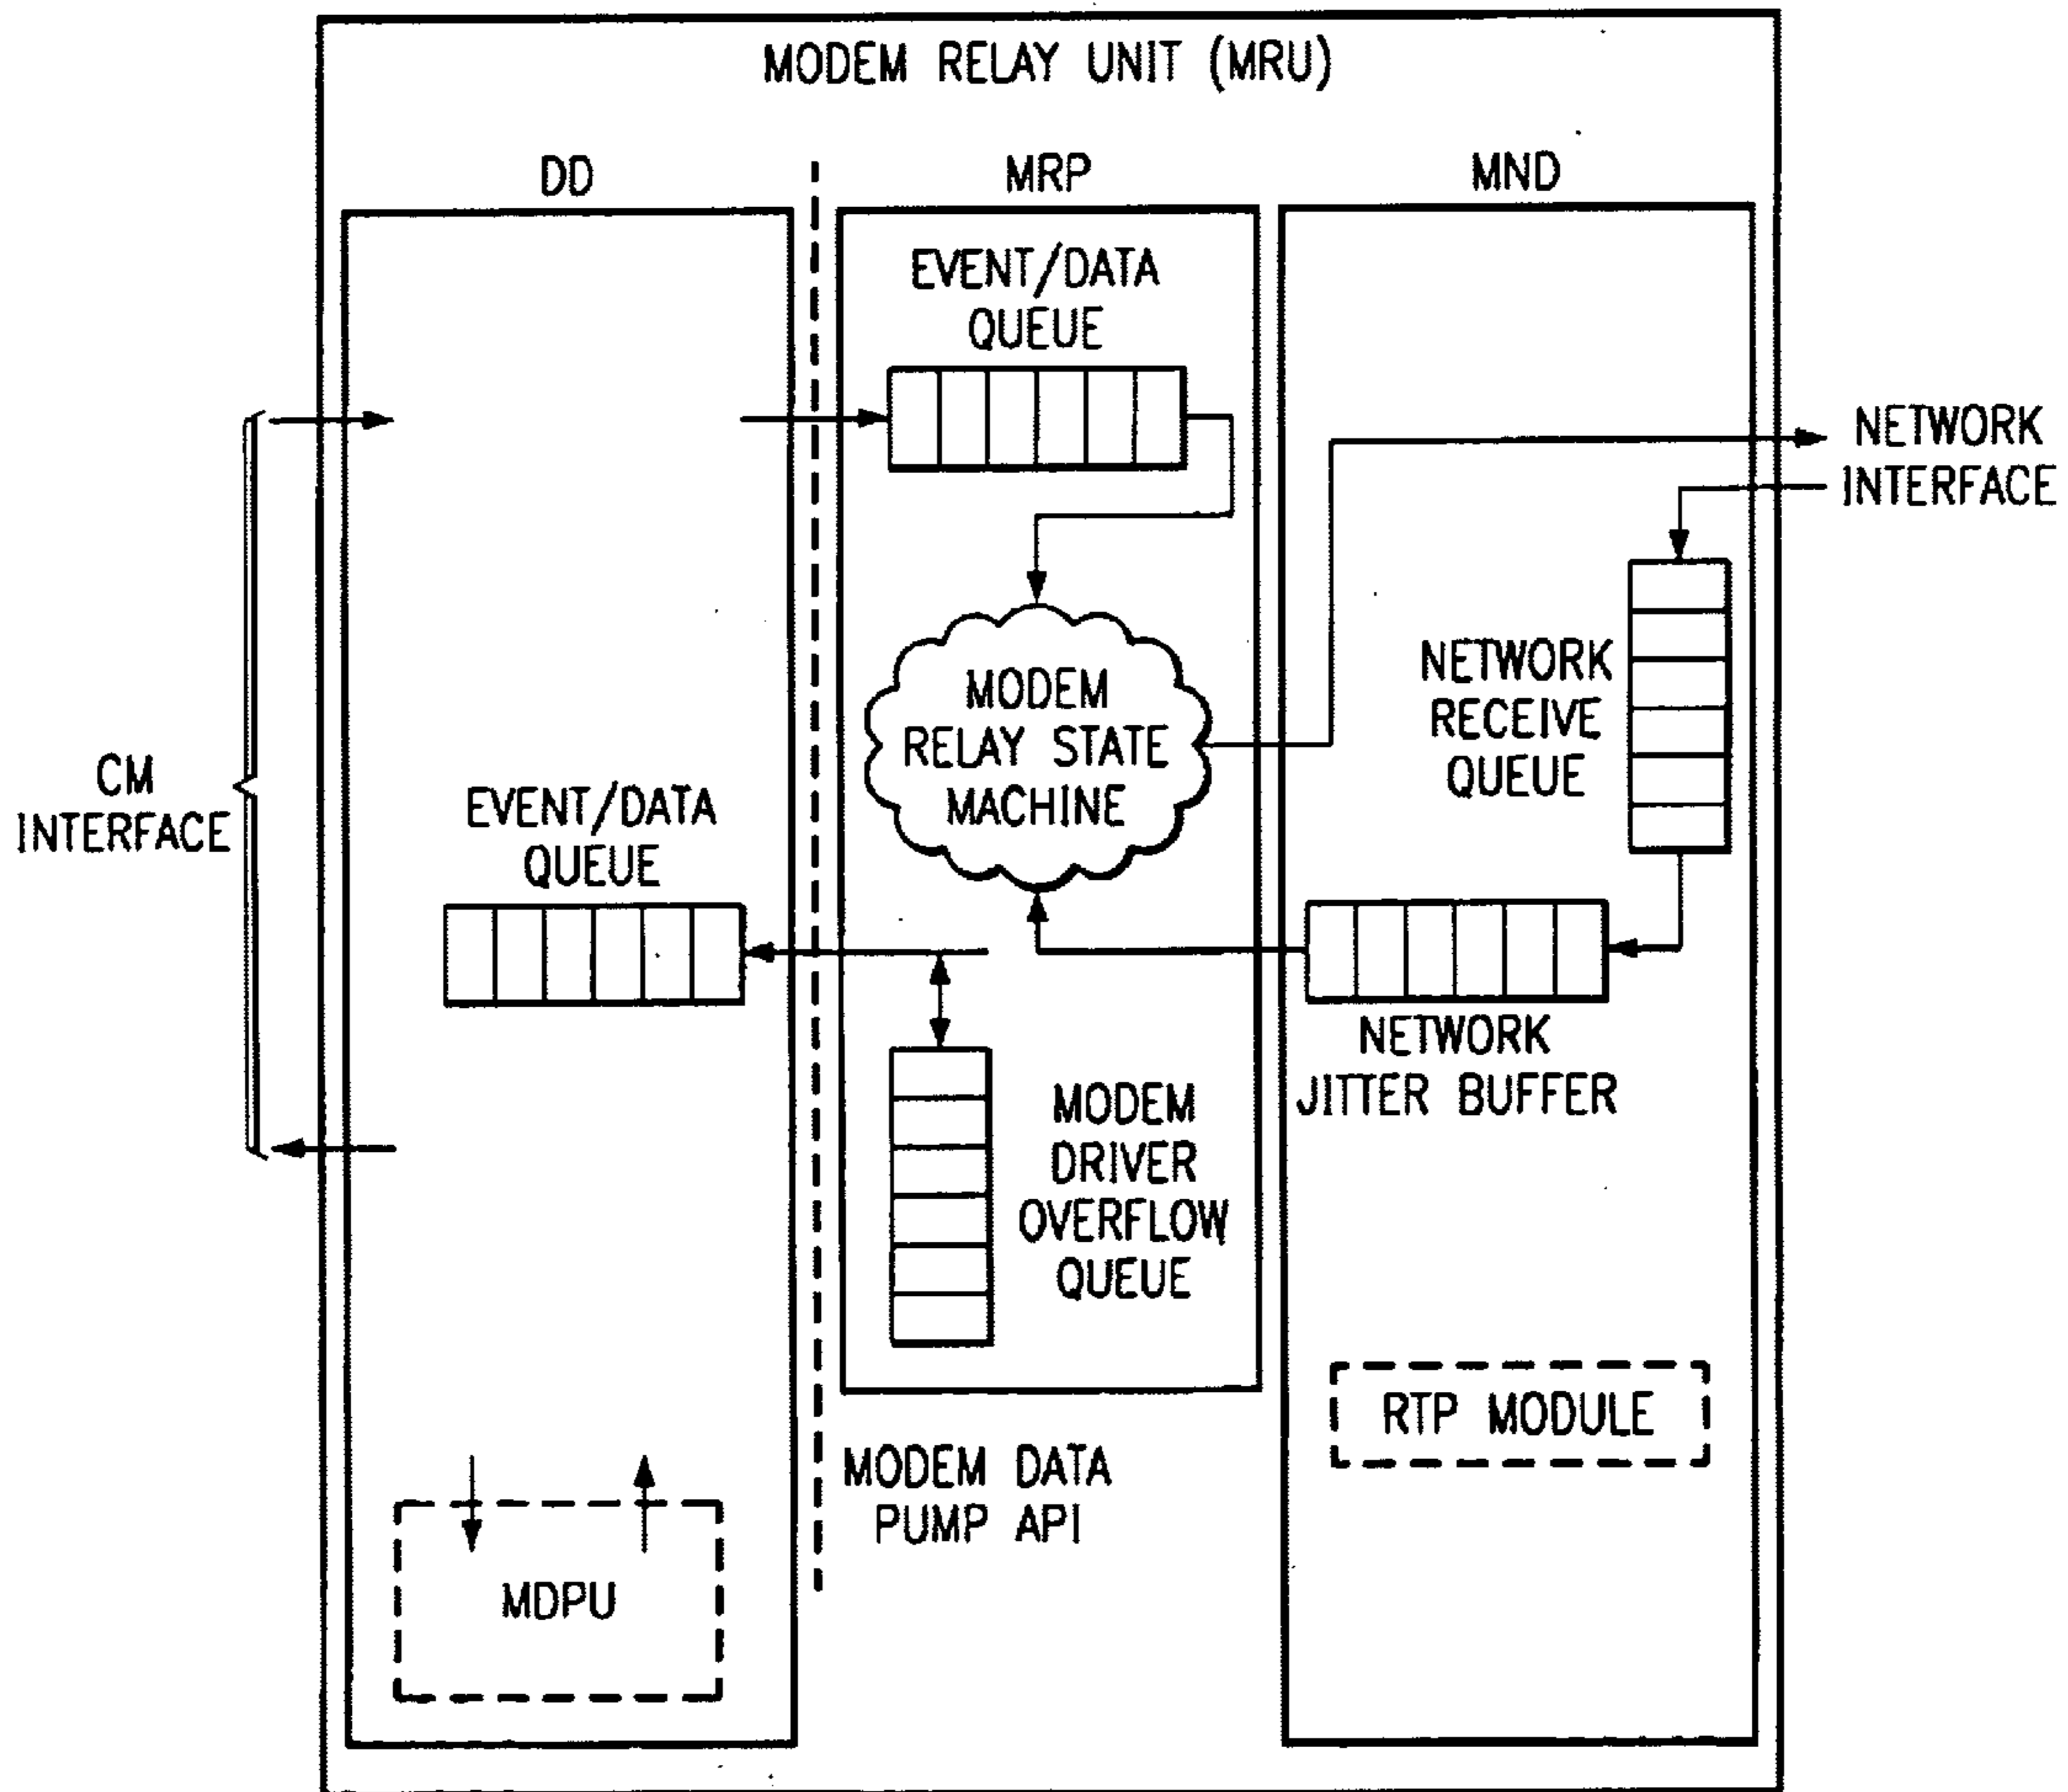 MODEM RELAY UNIT (MRU)
DD
MRP
MND
EVENT/DATA
QUEUE
NETWORK
INTERFACE
MODEM
RELAY STATE
MACHINE
NETWORK
RECEIVE
QUEUE
CM
INTERFACE
EVENT/DATA
QUEUE
NETWORK
JITTER BUFFER
MODEM
DRIVER
OVERFLOW
QUEUE
RTP MODULE
MODEM DATA
PUMP API
MDPU